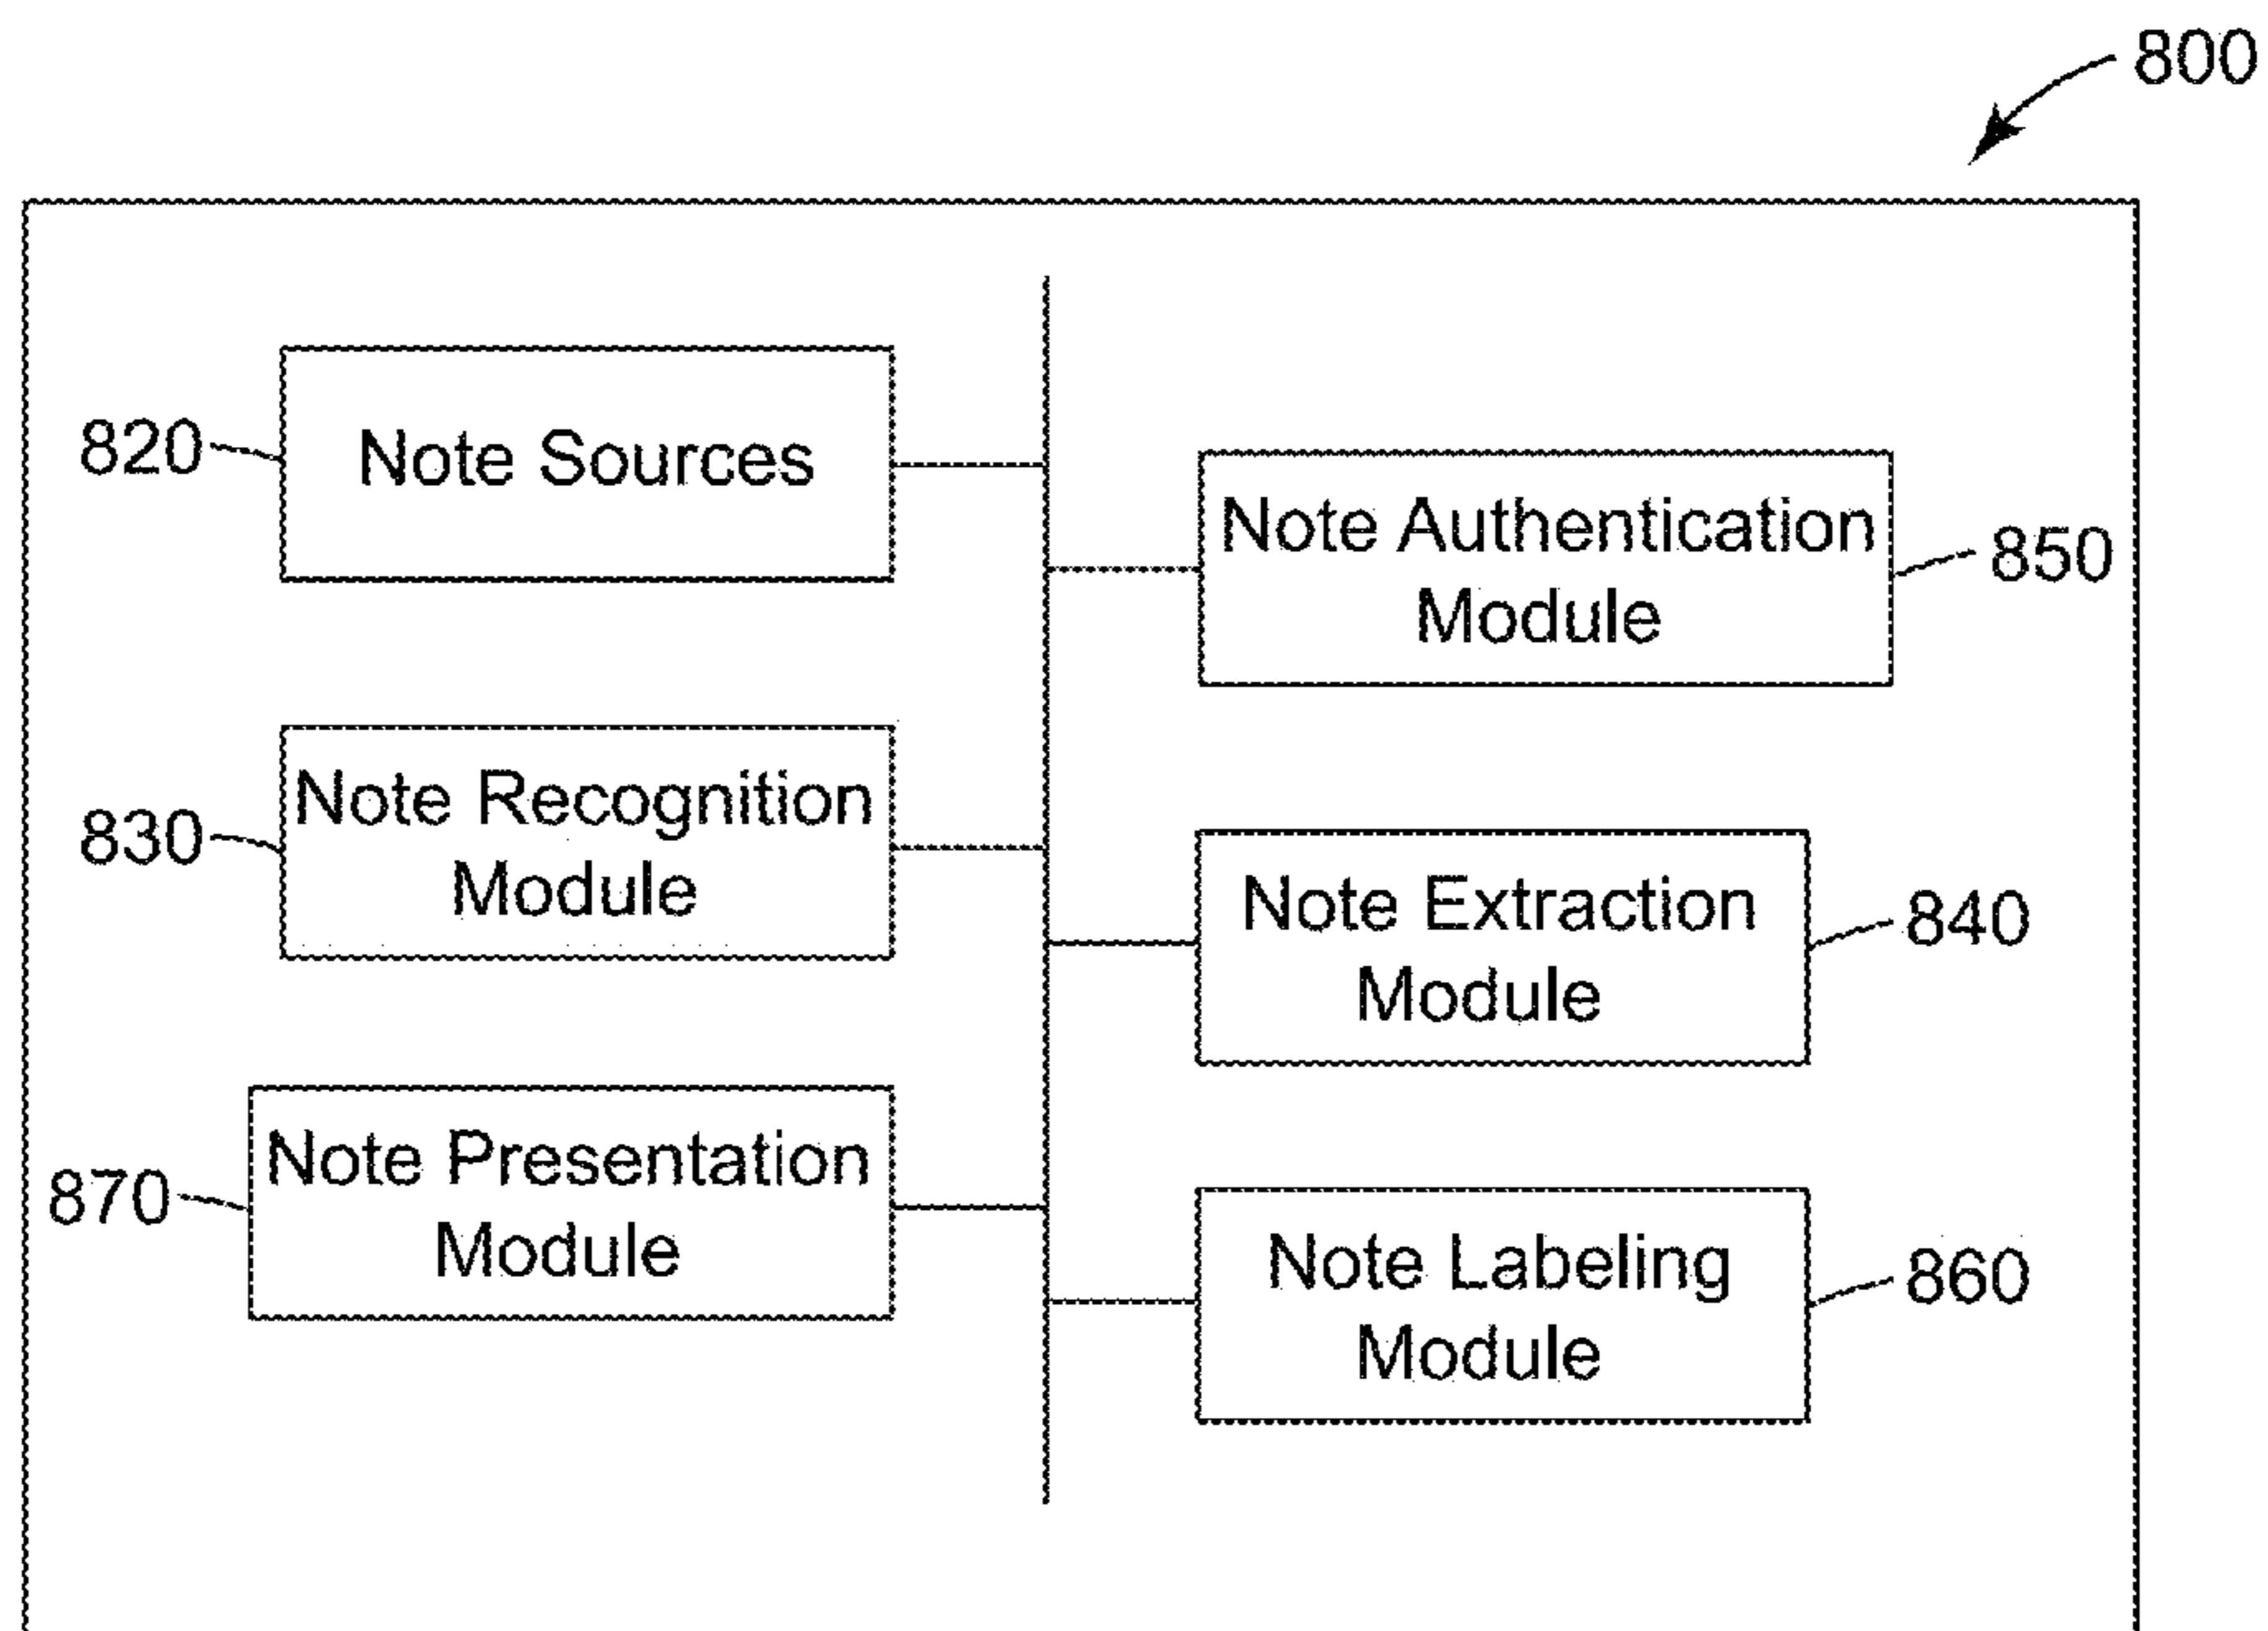 800
820
Note Sources
Note Authentication
Module
850
830
Note Recognition
Module
Note Extraction
Module
840
870
Note Presentation
Module
Note Labeling
Module
860